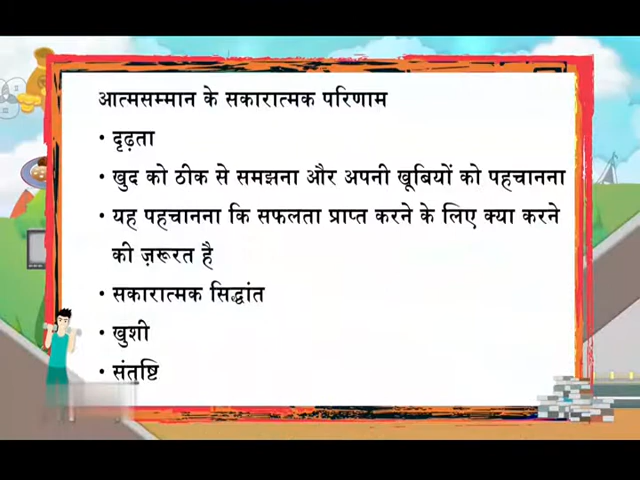 आत्मसम्मान के सकारात्मक परिणाम
• दृढ़ता
• खुद को ठीक से समझना और अपनी खूबियों को पहचानना
• यह पहचानना कि सफलता प्राप्त करने के लिए क्या करने
की ज़रूरत है
• सकारात्मक सिद्धांत
• खुशी
• संतुष्टि